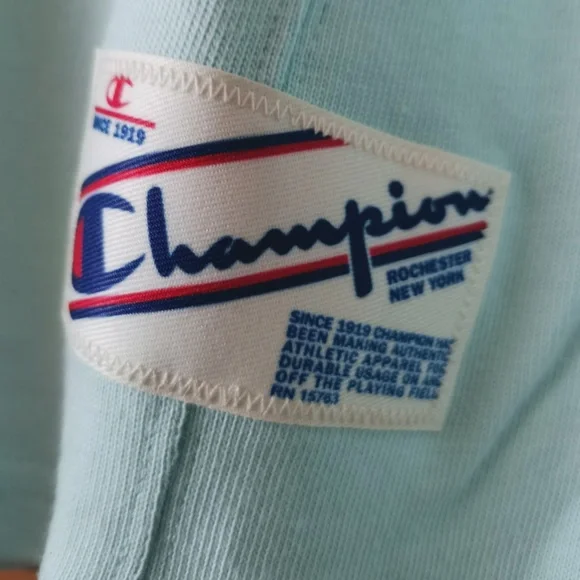 SINCE 1919
Champion
ROCHESTER
NEW YORK
SINCE 1919 CHAMPION HAS
BEEN MAKING AUTHENTIC
ATHLETIC APPAREL FOR
DURABLE USAGE ON AND
OFF THE PLAYING FIELD
RN 15763